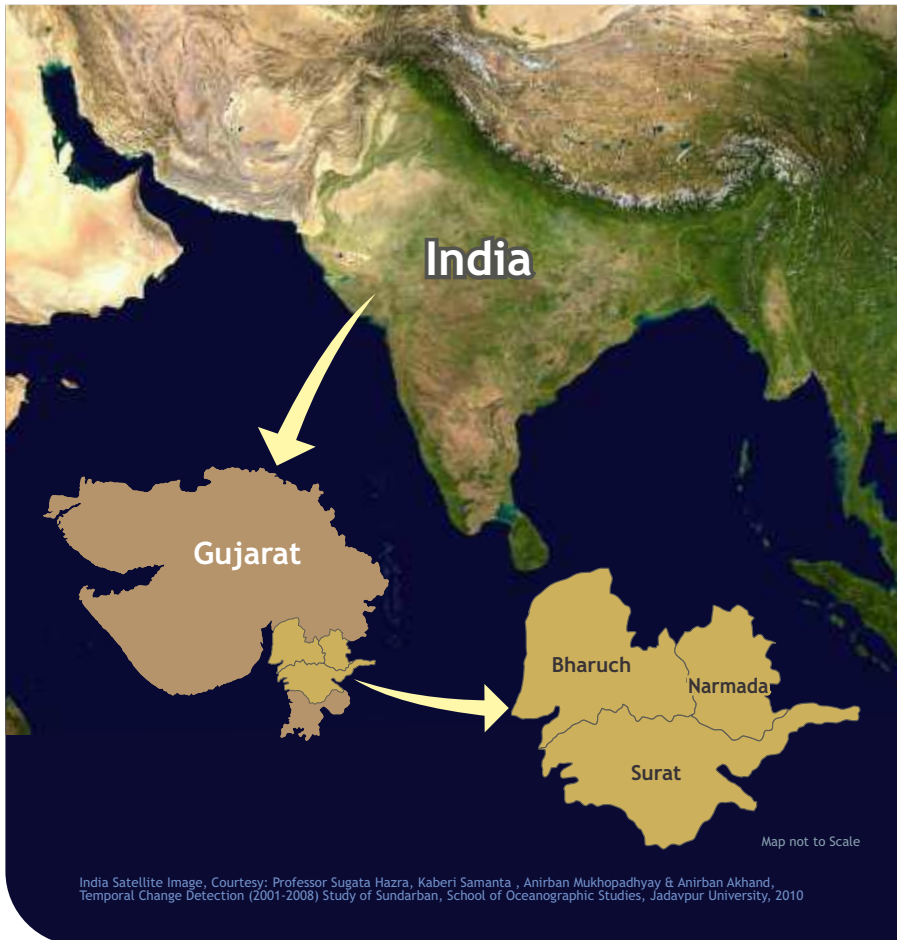 India
Gujarat
Bharuch
Narmada
Surat
Map not to Scale
India Satellite Image, Courtesy: Professor Sugata Hazra, Kaberi Samanta , Anirban Mukhopadhyay & Anirban Akhand,
Temporal Change Detection (2001-2008) Study of Sundarban, School of Oceanographic Studies, Jadavpur University, 2010